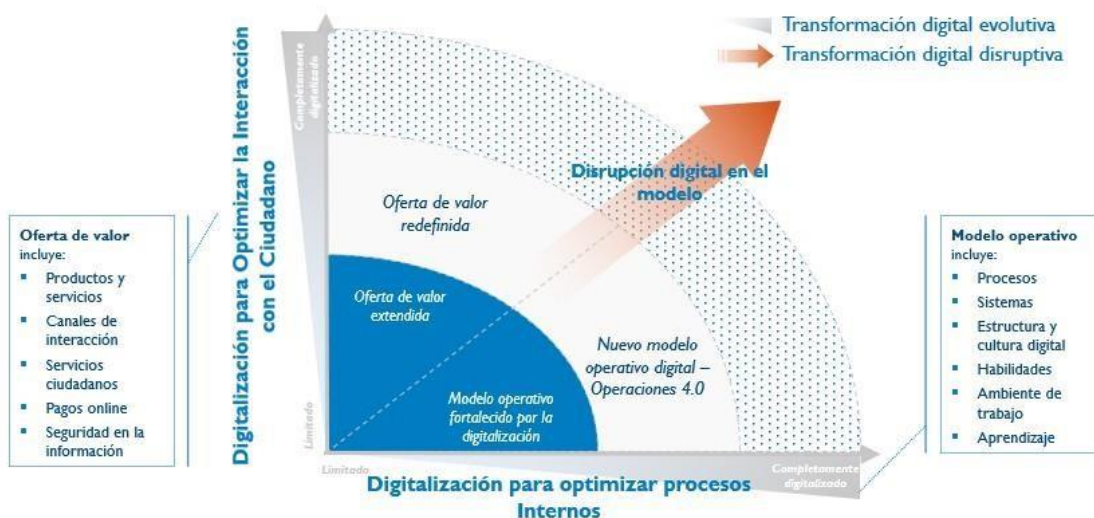 Transformación digital evolutiva
Transformación digital disruptiva
Digitalización para Optimizar la Interacción
con el Ciudadano
Completamente
digitalizado
Limitado
Disrupción digital en el
modelo
Oferta de valor
redefinida
Oferta de valor
extendida
Nuevo modelo
operativo digital –
Operaciones 4.0
Modelo operativo
fortalecido por la
digitalización
Oferta de valor
incluye:
▪ Productos y
servicios
▪ Canales de
interacción
▪ Servicios
ciudadanos
▪ Pagos online
▪ Seguridad en la
información
Modelo operativo
incluye:
▪ Procesos
▪ Sistemas
▪ Estructura y
cultura digital
▪ Habilidades
▪ Ambiente de
trabajo
▪ Aprendizaje
Limitado
Completamente
digitalizado
Digitalización para optimizar procesos
Internos